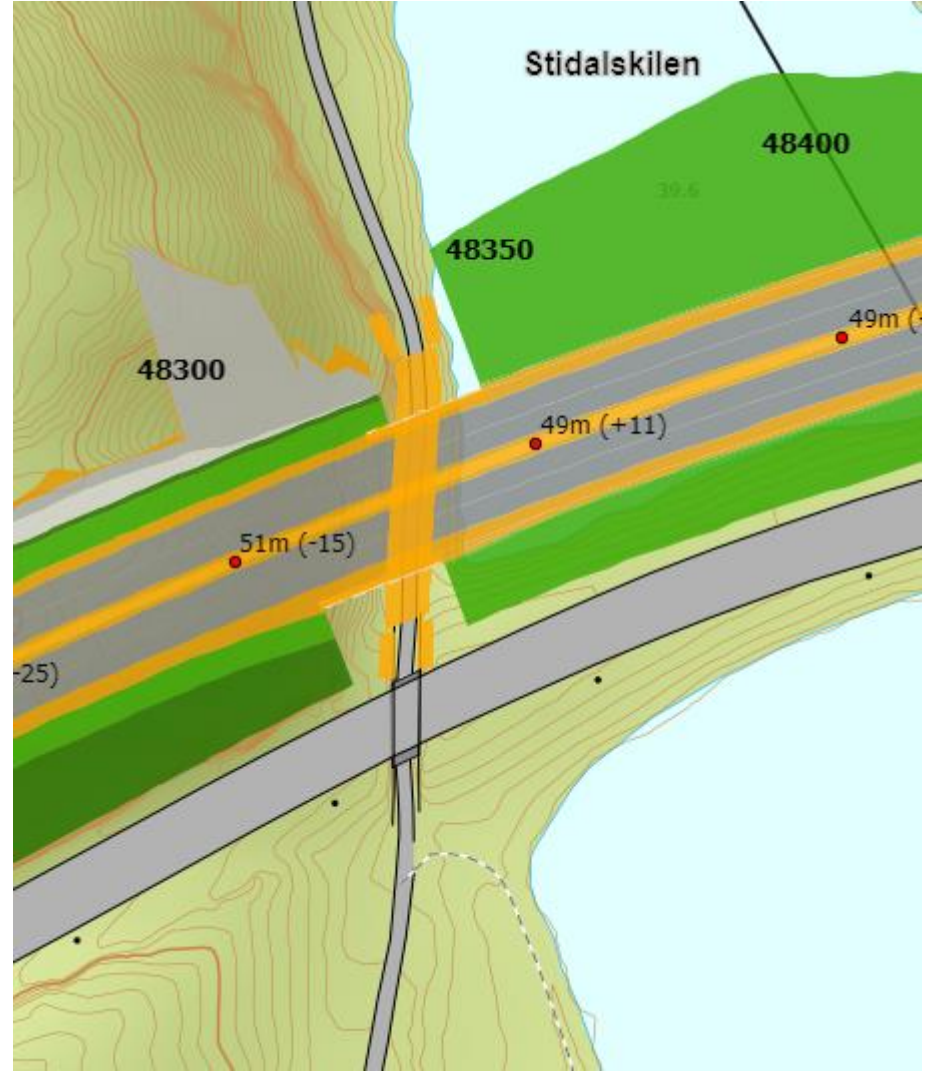 Stidalskilen
48400
39.6
48350
49m (-
48300
49m (+11)
51m (-15)
-25)